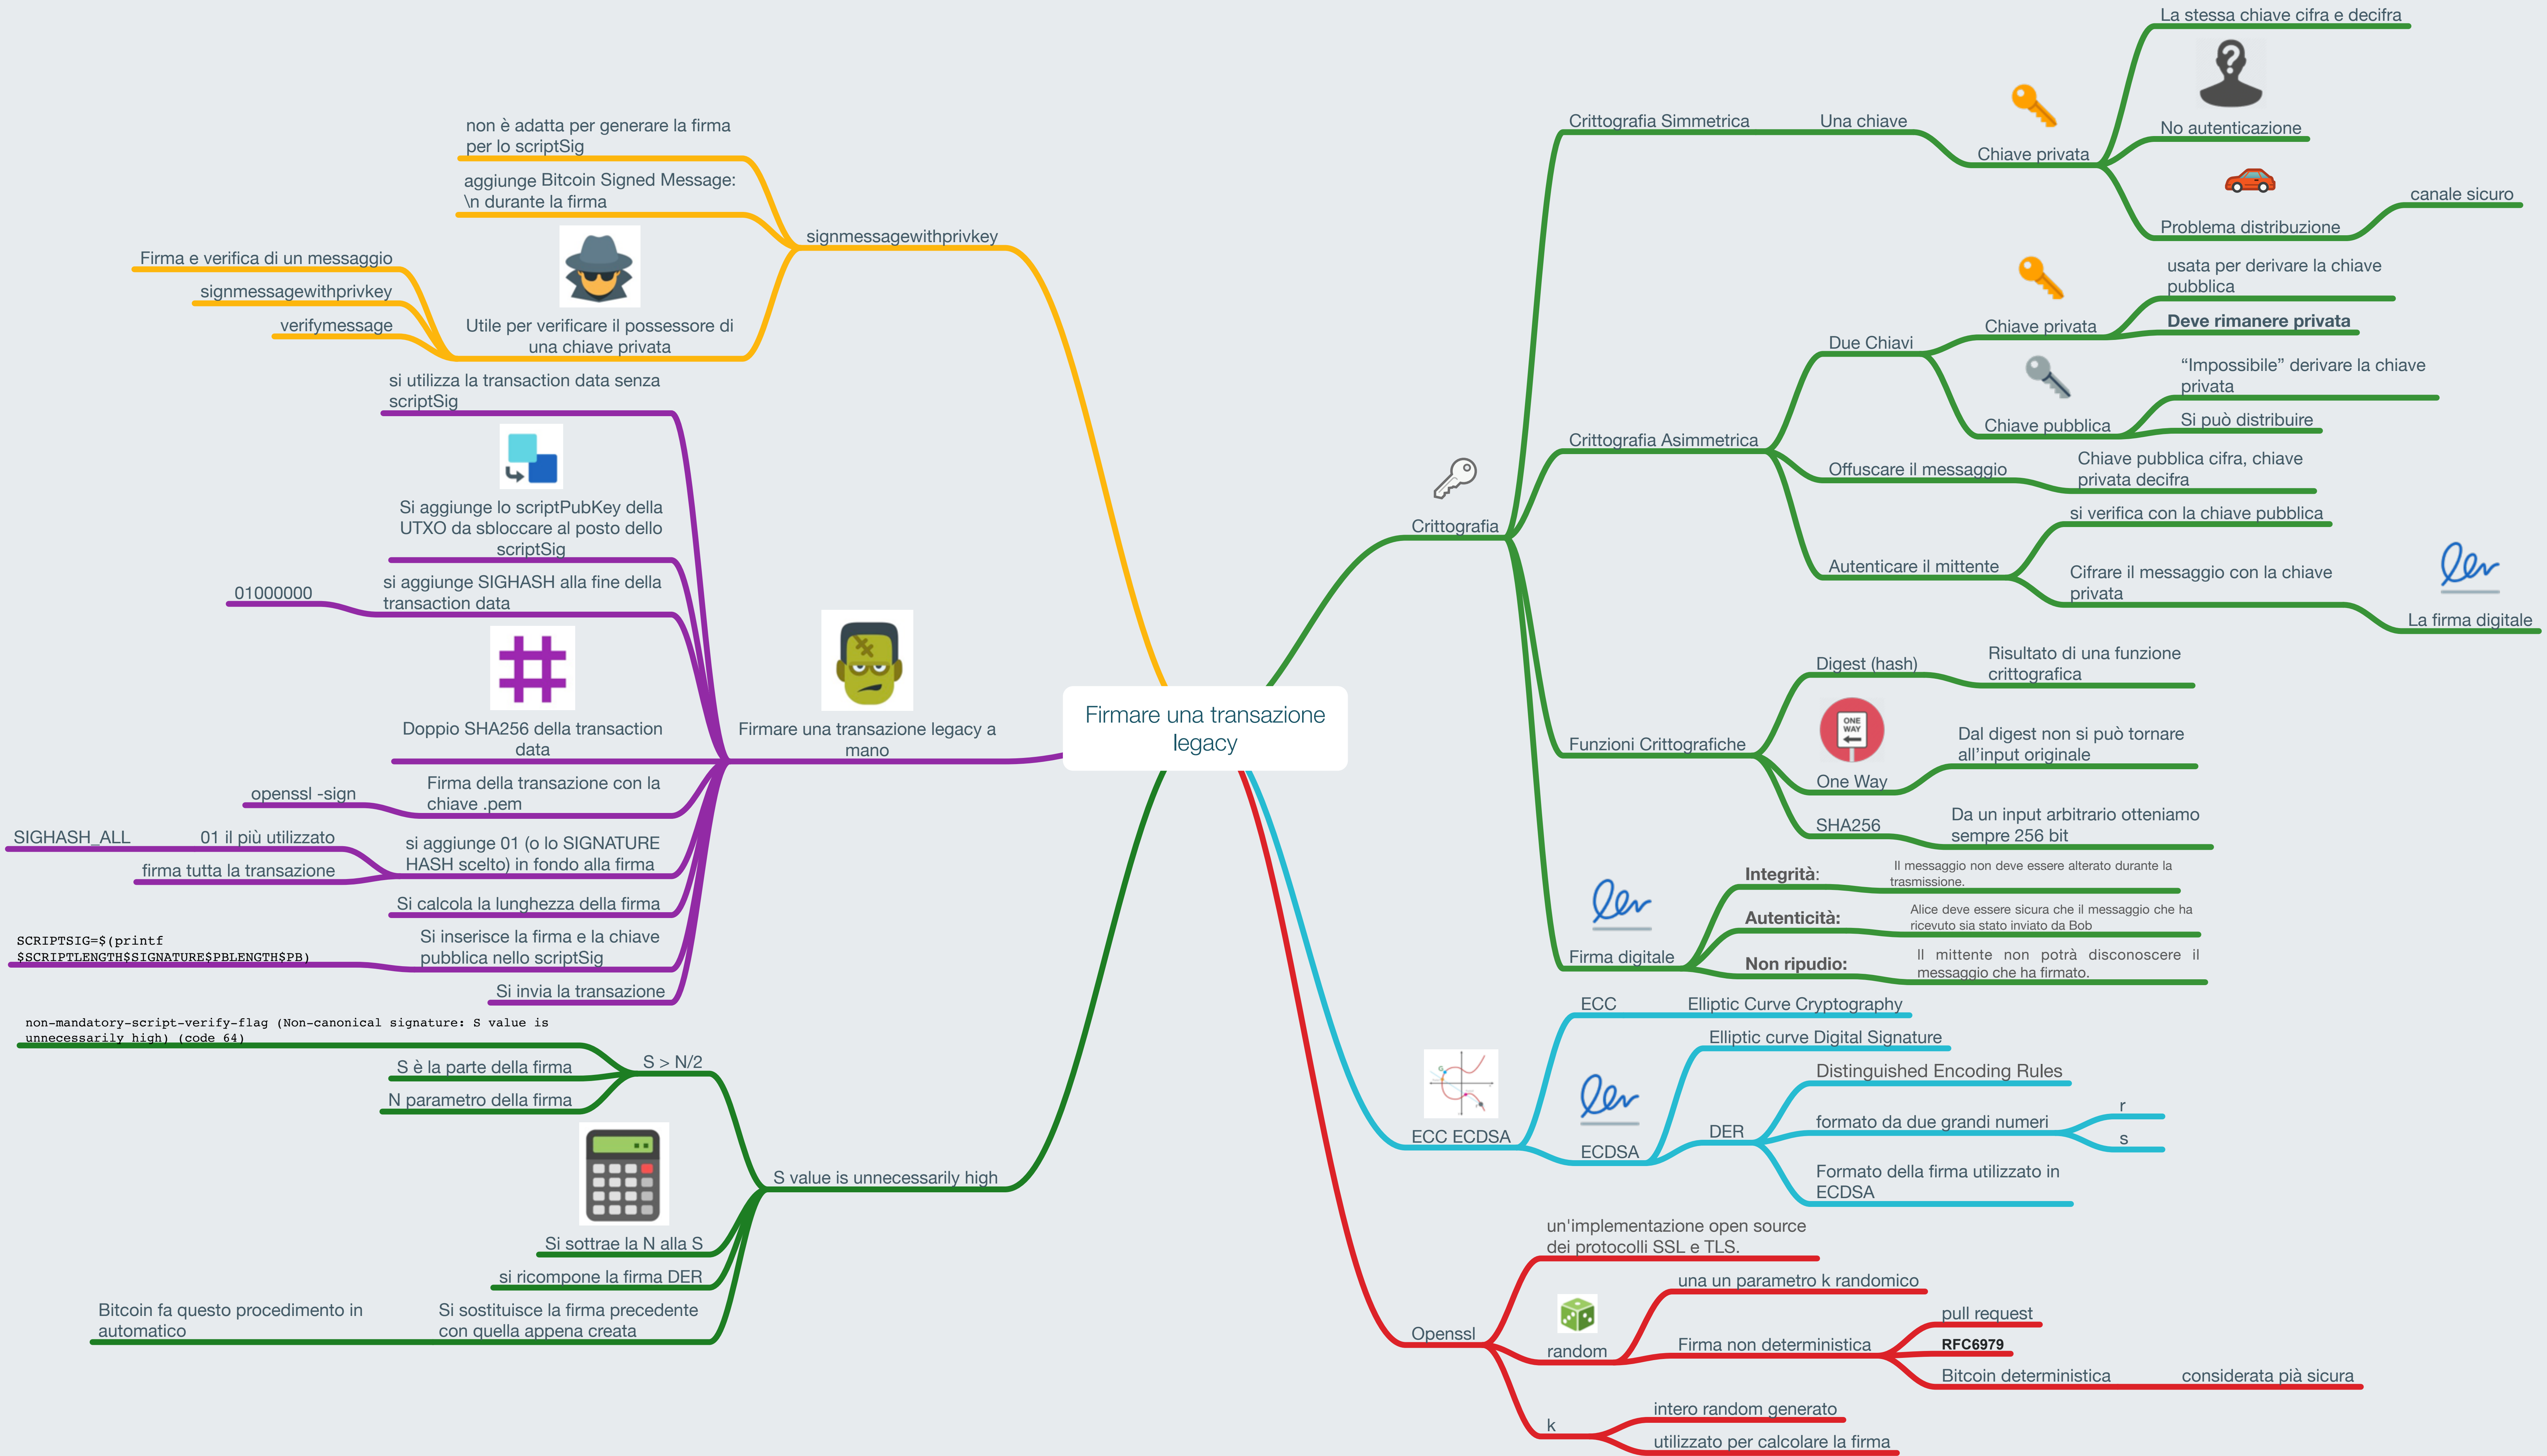 Firmare una transazione
legacy
signmessagewithprivkey
non è adatta per generare la firma
per lo scriptSig
aggiunge Bitcoin Signed Message:
\n durante la firma
Utile per verificare il possessore di
una chiave privata
Firma e verifica di un messaggio
signmessagewithprivkey
verifymessage
Firmare una transazione legacy a
mano
si utilizza la transaction data senza
scriptSig
Si aggiunge lo scriptPubKey della
UTXO da sbloccare al posto dello
scriptSig
si aggiunge SIGHASH alla fine della
transaction data
01000000
Doppio SHA256 della transaction
data
Firma della transazione con la
chiave .pem
openssl -sign
si aggiunge 01 (o lo SIGNATURE
HASH scelto) in fondo alla firma
01 il più utilizzato
SIGHASH_ALL
firma tutta la transazione
Si calcola la lunghezza della firma
Si inserisce la firma e la chiave
pubblica nello scriptSig
SCRIPTSIG=$(printf
$SCRIPTLENGTH$SIGNATURE$PBLENGTH$PB)
Si invia la transazione
S value is unnecessarily high
S > N/2
non-mandatory-script-verify-flag (Non-canonical signature: S value is
unnecessarily high) (code 64)
S è la parte della firma
N parametro della firma
Si sottrae la N alla S
si ricompone la firma DER
Si sostituisce la firma precedente
con quella appena creata
Bitcoin fa questo procedimento in
automatico
Crittografia
Crittografia Simmetrica
Una chiave
Chiave privata
La stessa chiave cifra e decifra
?
No autenticazione
Problema distribuzione
canale sicuro
Crittografia Asimmetrica
Due Chiavi
Chiave privata
usata per derivare la chiave
pubblica
Deve rimanere privata
Chiave pubblica
“Impossibile” derivare la chiave
privata
Si può distribuire
Offuscare il messaggio
Chiave pubblica cifra, chiave
privata decifra
Autenticare il mittente
si verifica con la chiave pubblica
Cifrare il messaggio con la chiave
privata
La firma digitale
Funzioni Crittografiche
Digest (hash)
Risultato di una funzione
crittografica
ONE
WAY
One Way
Dal digest non si può tornare
all’input originale
SHA256
Da un input arbitrario otteniamo
sempre 256 bit
Firma digitale
Integrità:
Il messaggio non deve essere alterato durante la
trasmissione.
Autenticità:
Alice deve essere sicura che il messaggio che ha
ricevuto sia stato inviato da Bob
Non ripudio:
Il mittente non potrà disconoscere il
messaggio che ha firmato.
ECC ECDSA
ECC
Elliptic Curve Cryptography
ECDSA
Elliptic curve Digital Signature
DER
Distinguished Encoding Rules
formato da due grandi numeri
r
s
Formato della firma utilizzato in
ECDSA
Openssl
un'implementazione open source
dei protocolli SSL e TLS.
random
una un parametro k randomico
Firma non deterministica
pull request
RFC6979
Bitcoin deterministica
considerata pià sicura
k
intero random generato
utilizzato per calcolare la firma